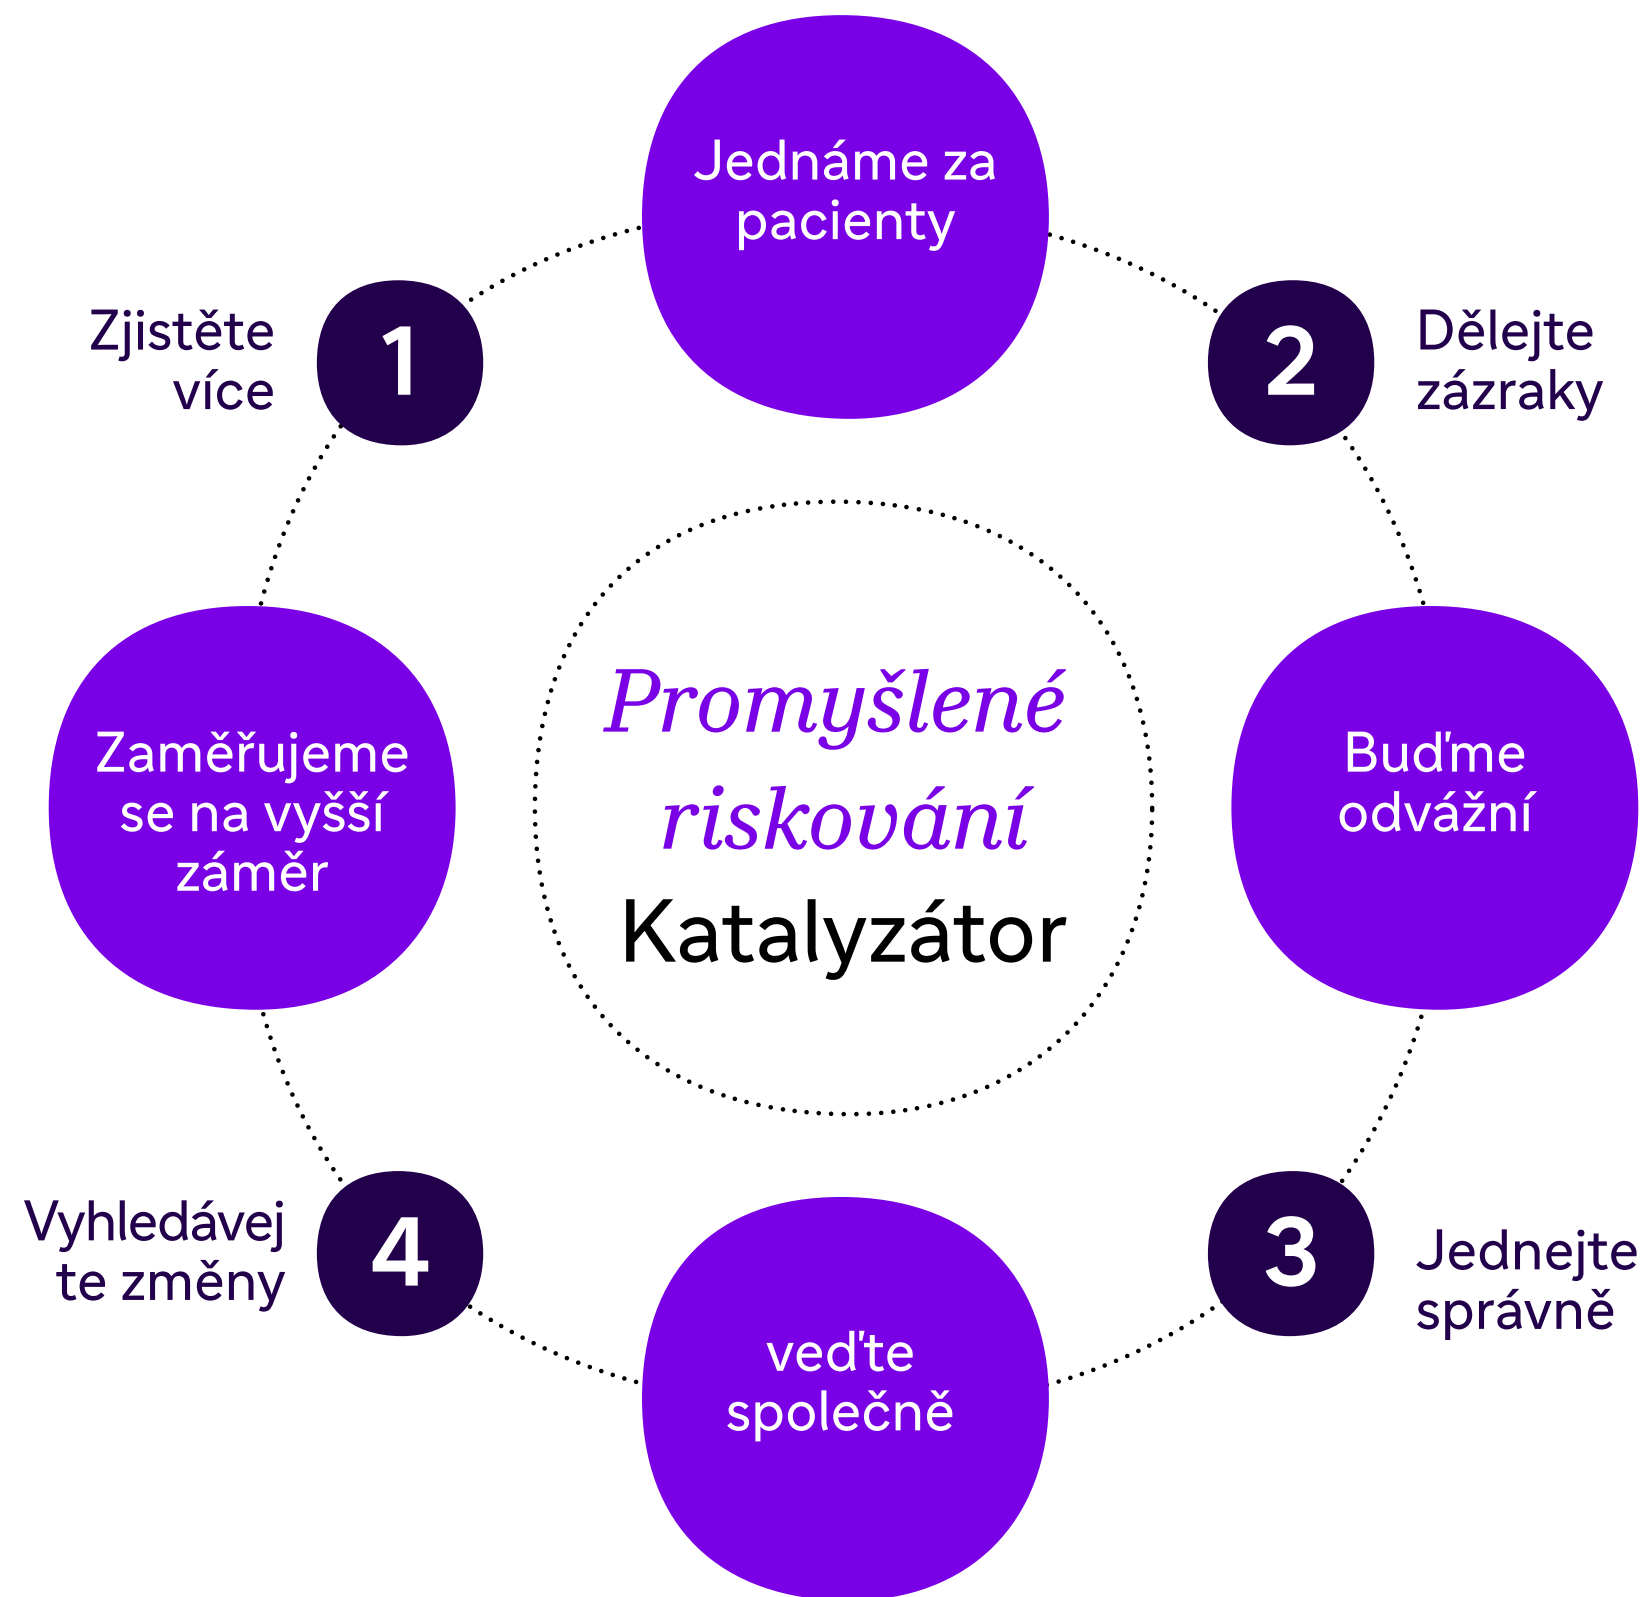 Jednáme za
pacienty
Zjistěte
více
1
2
Dělejte
zázraky
Zaměřujeme
se na vyšší
záměr
Promyšlené
riskování
Katalyzátor
Buďme
odvážní
Vyhledávej
te změny
4
3
Jednejte
správně
veďte
společně